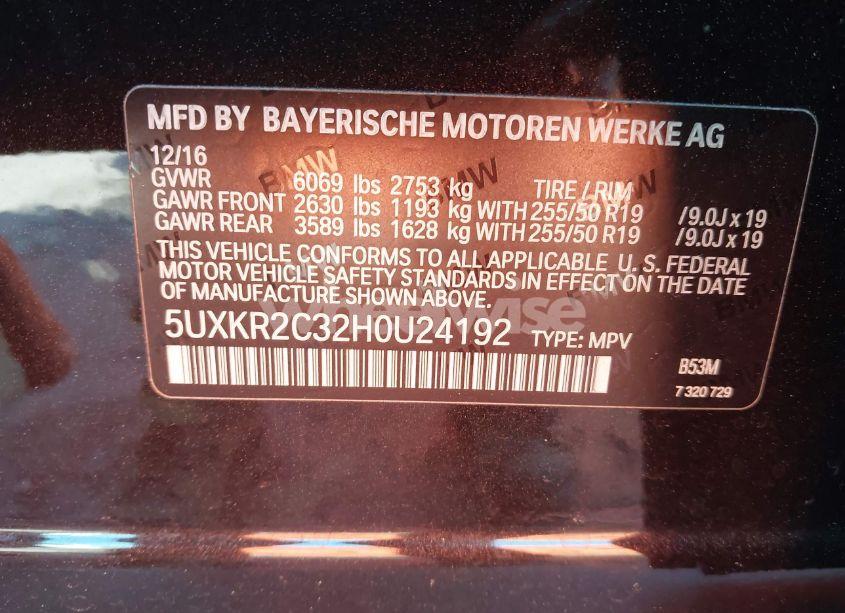 MFD BY BAYERISCHE MOTOREN WERKE AG
12/16
GVWR 6069 lbs 2753 kg TIRE / RIM
GAWR FRONT 2630 lbs 1193 kg WITH 255/50 R19 /9.0J x 19
GAWR REAR 3589 lbs 1628 kg WITH 255/50 R19 /9.0J x 19
THIS VEHICLE CONFORMS TO ALL APPLICABLE U. S. FEDERAL
MOTOR VEHICLE SAFETY STANDARDS IN EFFECT ON THE DATE
OF MANUFACTURE SHOWN ABOVE.
5UXKR2C32H0U24192 TYPE: MPV
B53M
7 320 729